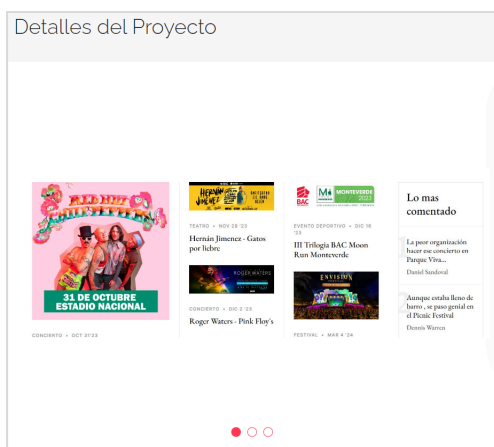 Detalles del Proyecto
RED HOT
CHILI PEPPERS
31 DE OCTUBRE
ESTADIO NACIONAL
CONCIERTO • OCT 31'23
HERNÁN
JIMÉNEZ
TEATRO • NOV 29 '23
Hernán Jimenez - Gatos
por liebre
ROGER WATERS
CONCIERTO • DIC 2 '23
Roger Waters - Pink Floy's
BAC
MONTEVERDE
2023
EVENTO DEPORTIVO • DIC 16
'23
III Trilogia BAC Moon
Run Monteverde
ENVISION
FESTIVAL • MAR 4 '24
Lo mas
comentado
1
La peor organización
hacer ese concierto en
Parque Viva...
Daniel Sandoval
2
Aunque estaba lleno de
barro , se paso genial en
el Picnic Festival
Dennis Warren